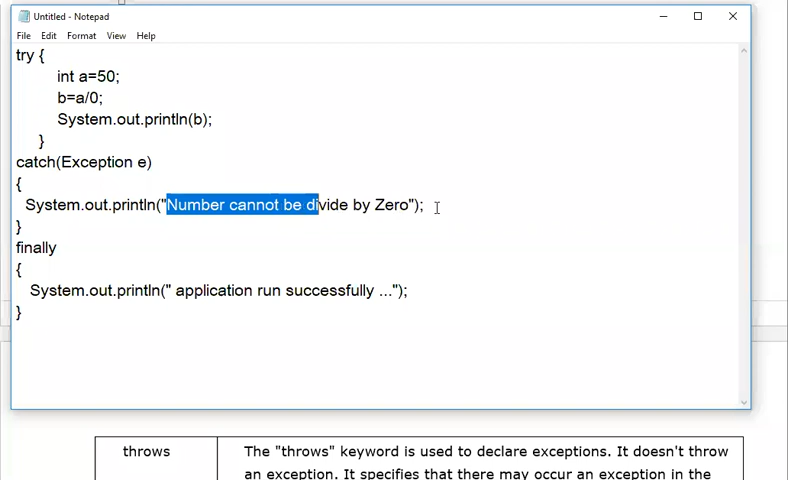 Untitled - Notepad
File Edit Format View Help
try {
int a=50;
b=a/0;
System.out.println(b);
}
catch(Exception e)
{
System.out.println("Number cannot be divide by Zero");
}
finally
{
System.out.println(" application run successfully ...");
}
throws
The "throws" keyword is used to declare exceptions. It doesn't throw
an exception. It specifies that there may occur an exception in the